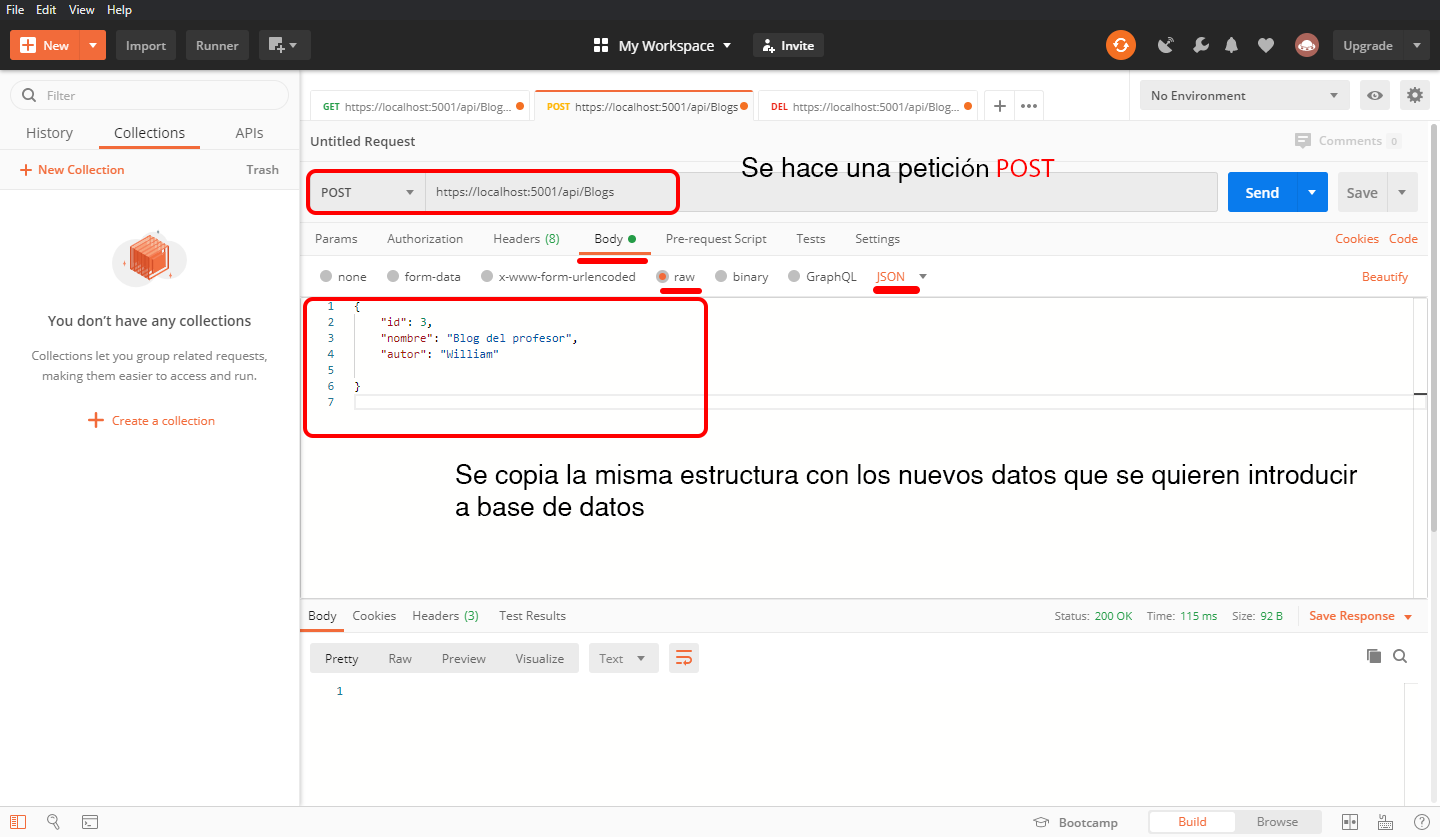 File Edit View Help
New Import Runner My Workspace Invite Upgrade
Filter
History Collections APIs
New Collection Trash
You don't have any collections
Collections let you group related requests,
making them easier to access and run.
Create a collection
GET https://localhost:5001/api/Blog... POST https://localhost:5001/api/Blogs DEL https://localhost:5001/api/Blog... No Environment
Untitled Request Comments 0
Se hace una petición POST
POST https://localhost:5001/api/Blogs Send Save
Params Authorization Headers (8) Body Pre-request Script Tests Settings Cookies Code
none form-data x-www-form-urlencoded raw binary GraphQL JSON Beautify
1 {
2 "id": 3,
3 "nombre": "Blog del profesor",
4 "autor": "William"
5
6 }
7
Se copia la misma estructura con los nuevos datos que se quieren introducir
a base de datos
Body Cookies Headers (3) Test Results Status: 200 OK Time: 115 ms Size: 92 B Save Response
Pretty Raw Preview Visualize Text
1
Bootcamp Build Browse